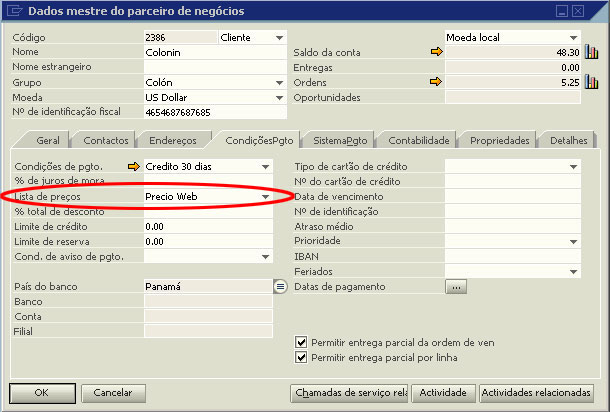 Dados mestre do parceiro de negócios
Código 2386 Cliente Moeda local
Nome Colonin Saldo da conta 48.30
Nome estrangeiro Entregas 0.00
Grupo Colón Ordens 5.25
Moeda US Dollar Oportunidades
Nº de identificação fiscal 4654687687685
Geral Contactos Endereços CondiçõesPgto SistemaPgto Contabilidade Propriedades Detalhes
Condições de pgto. Credito 30 dias Tipo de cartão de crédito
% de juros de mora Nº do cartão de crédito
Lista de preços Precio Web Data de vencimento
% total de desconto Nº de identificação
Limite de crédito 0.00 Atraso médio
Limite de reserva 0.00 Prioridade
Cond. de aviso de pgto. IBAN
Feriados
País do banco Panamá Datas de pagamento ...
Banco
Conta
Filial
Permitir entrega parcial da ordem de ven
Permitir entrega parcial por linha
OK Cancelar Chamadas de serviço rela Actividade Actividades relacionadas